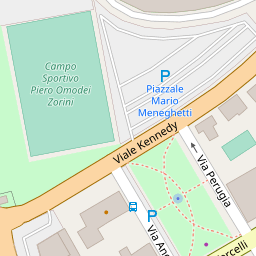 Campo
Sportivo
Piero Omodei
Zorini
P
Piazzale
Mario
Meneghetti
Viale Kennedy
Via Perugia
P
Via An
rcelli